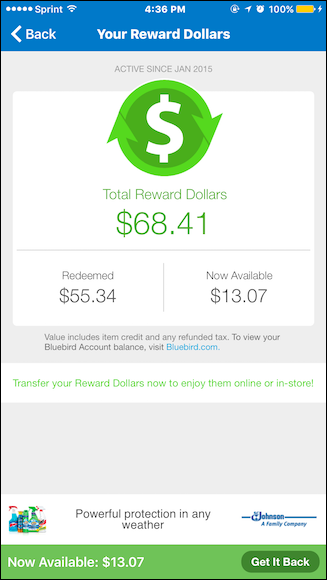 Sprint 4:36 PM 100%
Back Your Reward Dollars
ACTIVE SINCE JAN 2015
$
Total Reward Dollars
$68.41
Redeemed Now Available
$55.34 $13.07
Value includes item credit and any refunded tax. To view your
Bluebird Account balance, visit Bluebird.com.
Transfer your Reward Dollars now to enjoy them online or in-store!
Powerful protection in any
weather
Johnson
A Family Company
Now Available: $13.07 Get It Back